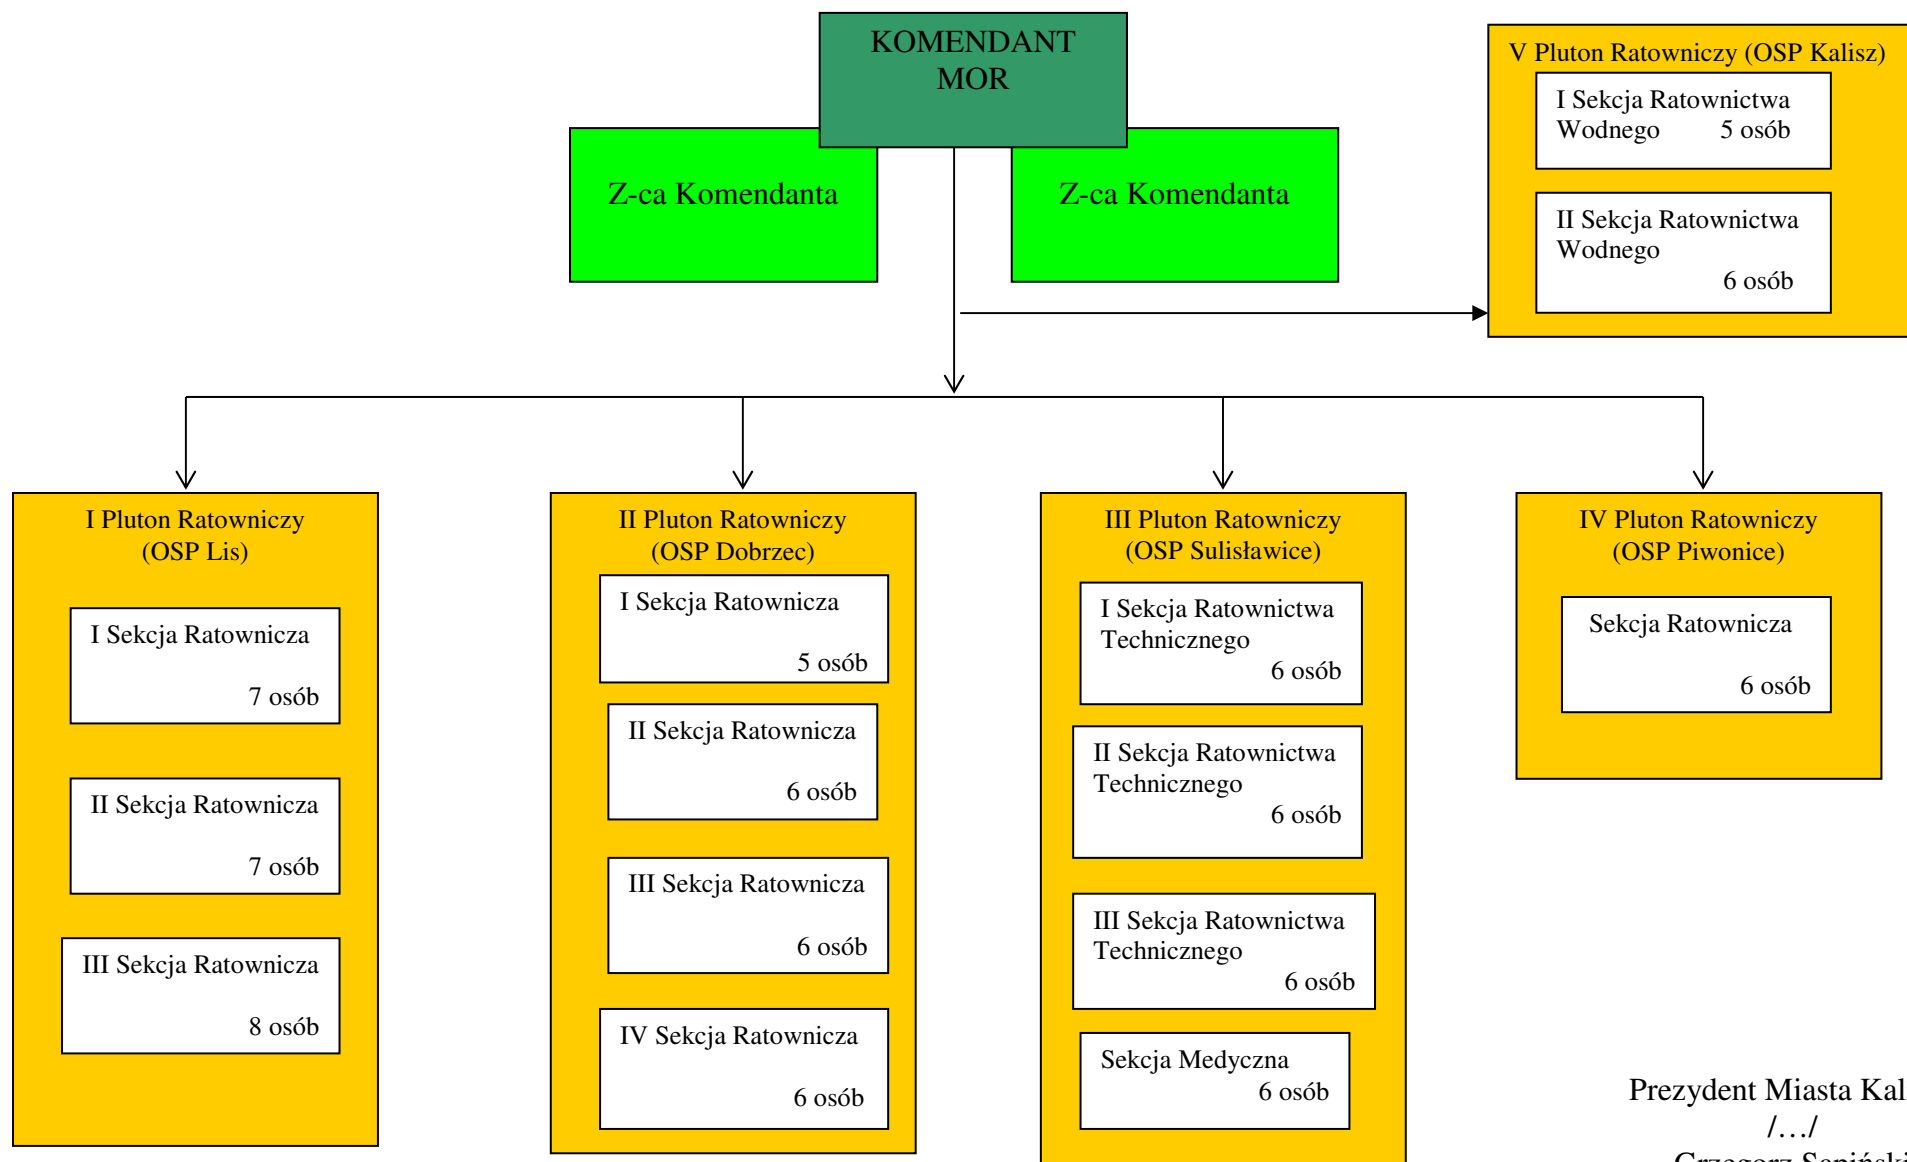 KOMENDANT
MOR
Z-ca Komendanta
Z-ca Komendanta
V Pluton Ratowniczy (OSP Kalisz)
I Sekcja Ratownictwa
Wodnego 5 osób
II Sekcja Ratownictwa
Wodnego
6 osób
I Pluton Ratowniczy
(OSP Lis)
I Sekcja Ratownicza
7 osób
II Sekcja Ratownicza
7 osób
III Sekcja Ratownicza
8 osób
II Pluton Ratowniczy
(OSP Dobrzec)
I Sekcja Ratownicza
5 osób
II Sekcja Ratownicza
6 osób
III Sekcja Ratownicza
6 osób
IV Sekcja Ratownicza
6 osób
III Pluton Ratowniczy
(OSP Sulisławice)
I Sekcja Ratownictwa
Technicznego
6 osób
II Sekcja Ratownictwa
Technicznego
6 osób
III Sekcja Ratownictwa
Technicznego
6 osób
Sekcja Medyczna
6 osób
IV Pluton Ratowniczy
(OSP Piwonice)
Sekcja Ratownicza
6 osób
Prezydent Miasta Kal
/…/
Grzegorz Sapiński